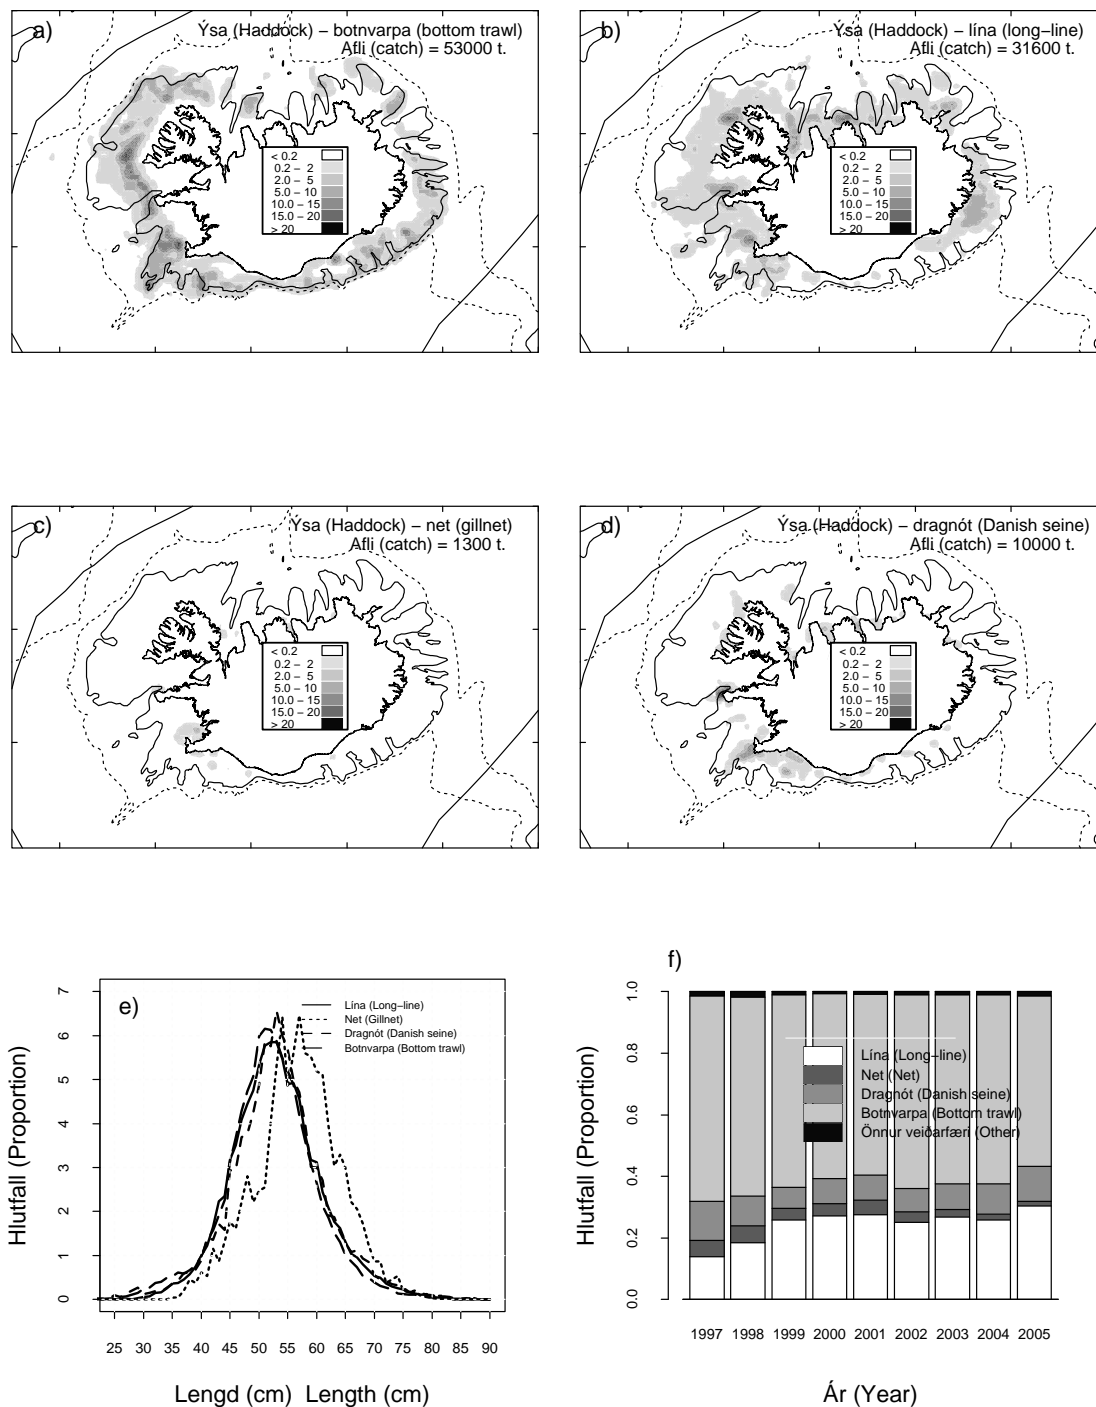 a)
Ýsa (Haddock) − botnvarpa (bottom trawl)
Afli (catch) = 53000 t.
< 0.2
0.2 − 2
2.0 − 5
5.0 − 10
10.0 − 15
15.0 − 20
> 20
b)
Ýsa (Haddock) − lína (long−line)
Afli (catch) = 31600 t.
< 0.2
0.2 − 2
2.0 − 5
5.0 − 10
10.0 − 15
15.0 − 20
> 20
c)
Ýsa (Haddock) − net (gillnet)
Afli (catch) = 1300 t.
< 0.2
0.2 − 2
2.0 − 5
5.0 − 10
10.0 − 15
15.0 − 20
> 20
d)
Ýsa (Haddock) − dragnót (Danish seine)
Afli (catch) = 10000 t.
< 0.2
0.2 − 2
2.0 − 5
5.0 − 10
10.0 − 15
15.0 − 20
> 20
e)
Lína (Long−line)
Net (Gillnet)
Dragnót (Danish seine)
Botnvarpa (Bottom trawl)
Hlutfall (Proportion)
7
6
5
4
3
2
1
0
25 30 35 40 45 50 55 60 65 70 75 80 85 90
Lengd (cm) Length (cm)
f)
Hlutfall (Proportion)
1.0
0.8
0.6
0.4
0.2
0.0
Lína (Long−line)
Net (Net)
Dragnót (Danish seine)
Botnvarpa (Bottom trawl)
Önnur veiðarfæri (Other)
1997 1998 1999 2000 2001 2002 2003 2004 2005
Ár (Year)